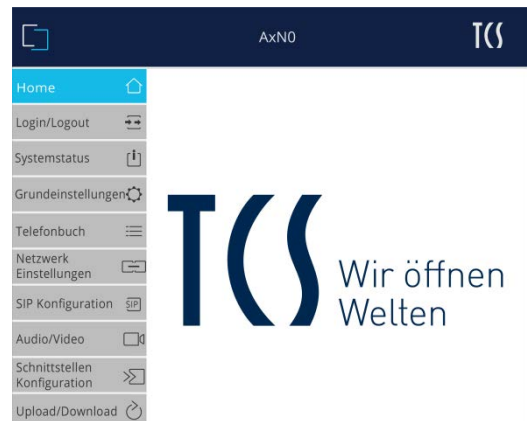 AxN0
TCS
Home
Login/Logout
Systemstatus
Grundeinstellungen
Telefonbuch
Netzwerk
Einstellungen
SIP Konfiguration
SIP
Audio/Video
Schnittstellen
Konfiguration
Upload/Download
TCS
Wir öffnen
Welten